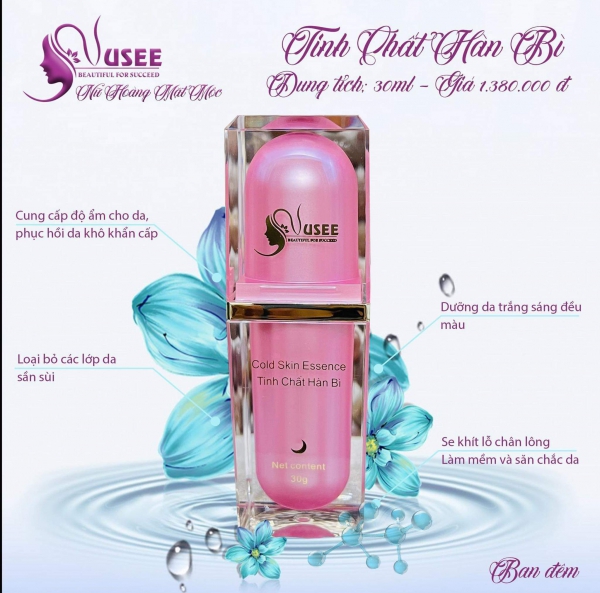 VUSEE
BEAUTIFUL FOR SUCCEED
Nữ Hoàng Mặt Mộc
Tinh Chất Hàn Bì
Dung tích: 30ml - Giá 1.380.000 đ
Cung cấp độ ẩm cho da,
phục hồi da khô khẩn cấp
VUSEE
BEAUTIFUL FOR SUCCEED
Dưỡng da trắng sáng đều
màu
Loại bỏ các lớp da
sần sùi
Cold Skin Essence
Tinh Chất Hàn Bì
Se khít lỗ chân lông
Làm mềm và săn chắc da
Net content
30g
Ban đêm